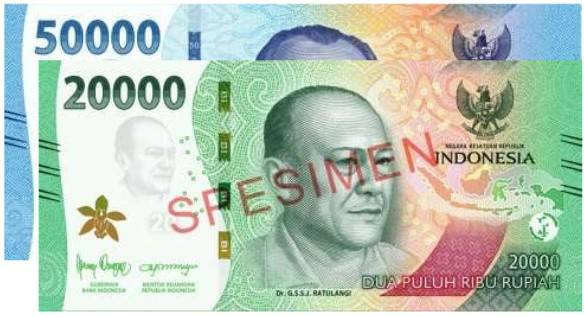 50000
20000
SPESIMEN
NEGARA KESATUAN REPUBLIK
INDONESIA
20000
DUA PULUH RIBU RUPIAH
GUBERNUR
BANK INDONESIA
MENTERI KEUANGAN
REPUBLIK INDONESIA
Dr. G.S.S.J. RATULANGI